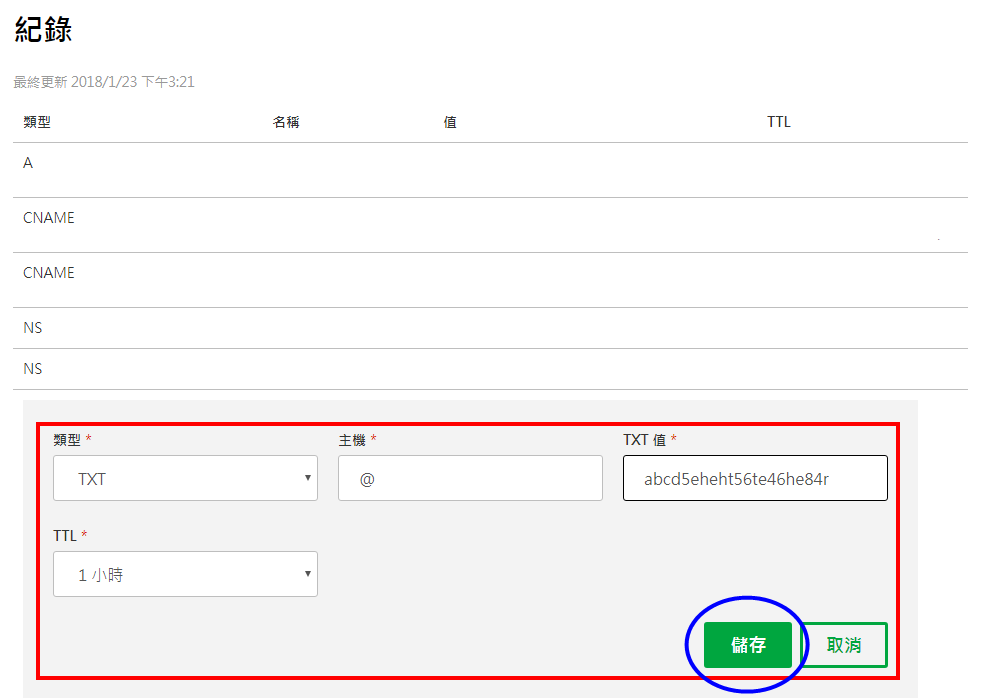 紀錄
最終更新 2018/1/23 下午3:21
類型 名稱 值 TTL
A
CNAME
CNAME
NS
NS
類型 * 主機 * TXT 值 *
TXT @ abcd5eheht56te46he84r
TTL *
1 小時
儲存 取消